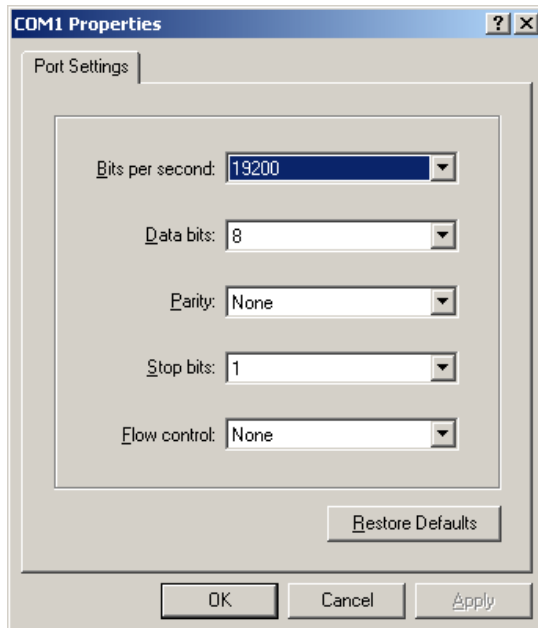 COM1 Properties
Port Settings
Bits per second: 19200
Data bits: 8
Parity: None
Stop bits: 1
Flow control: None
Restore Defaults
OK Cancel Apply